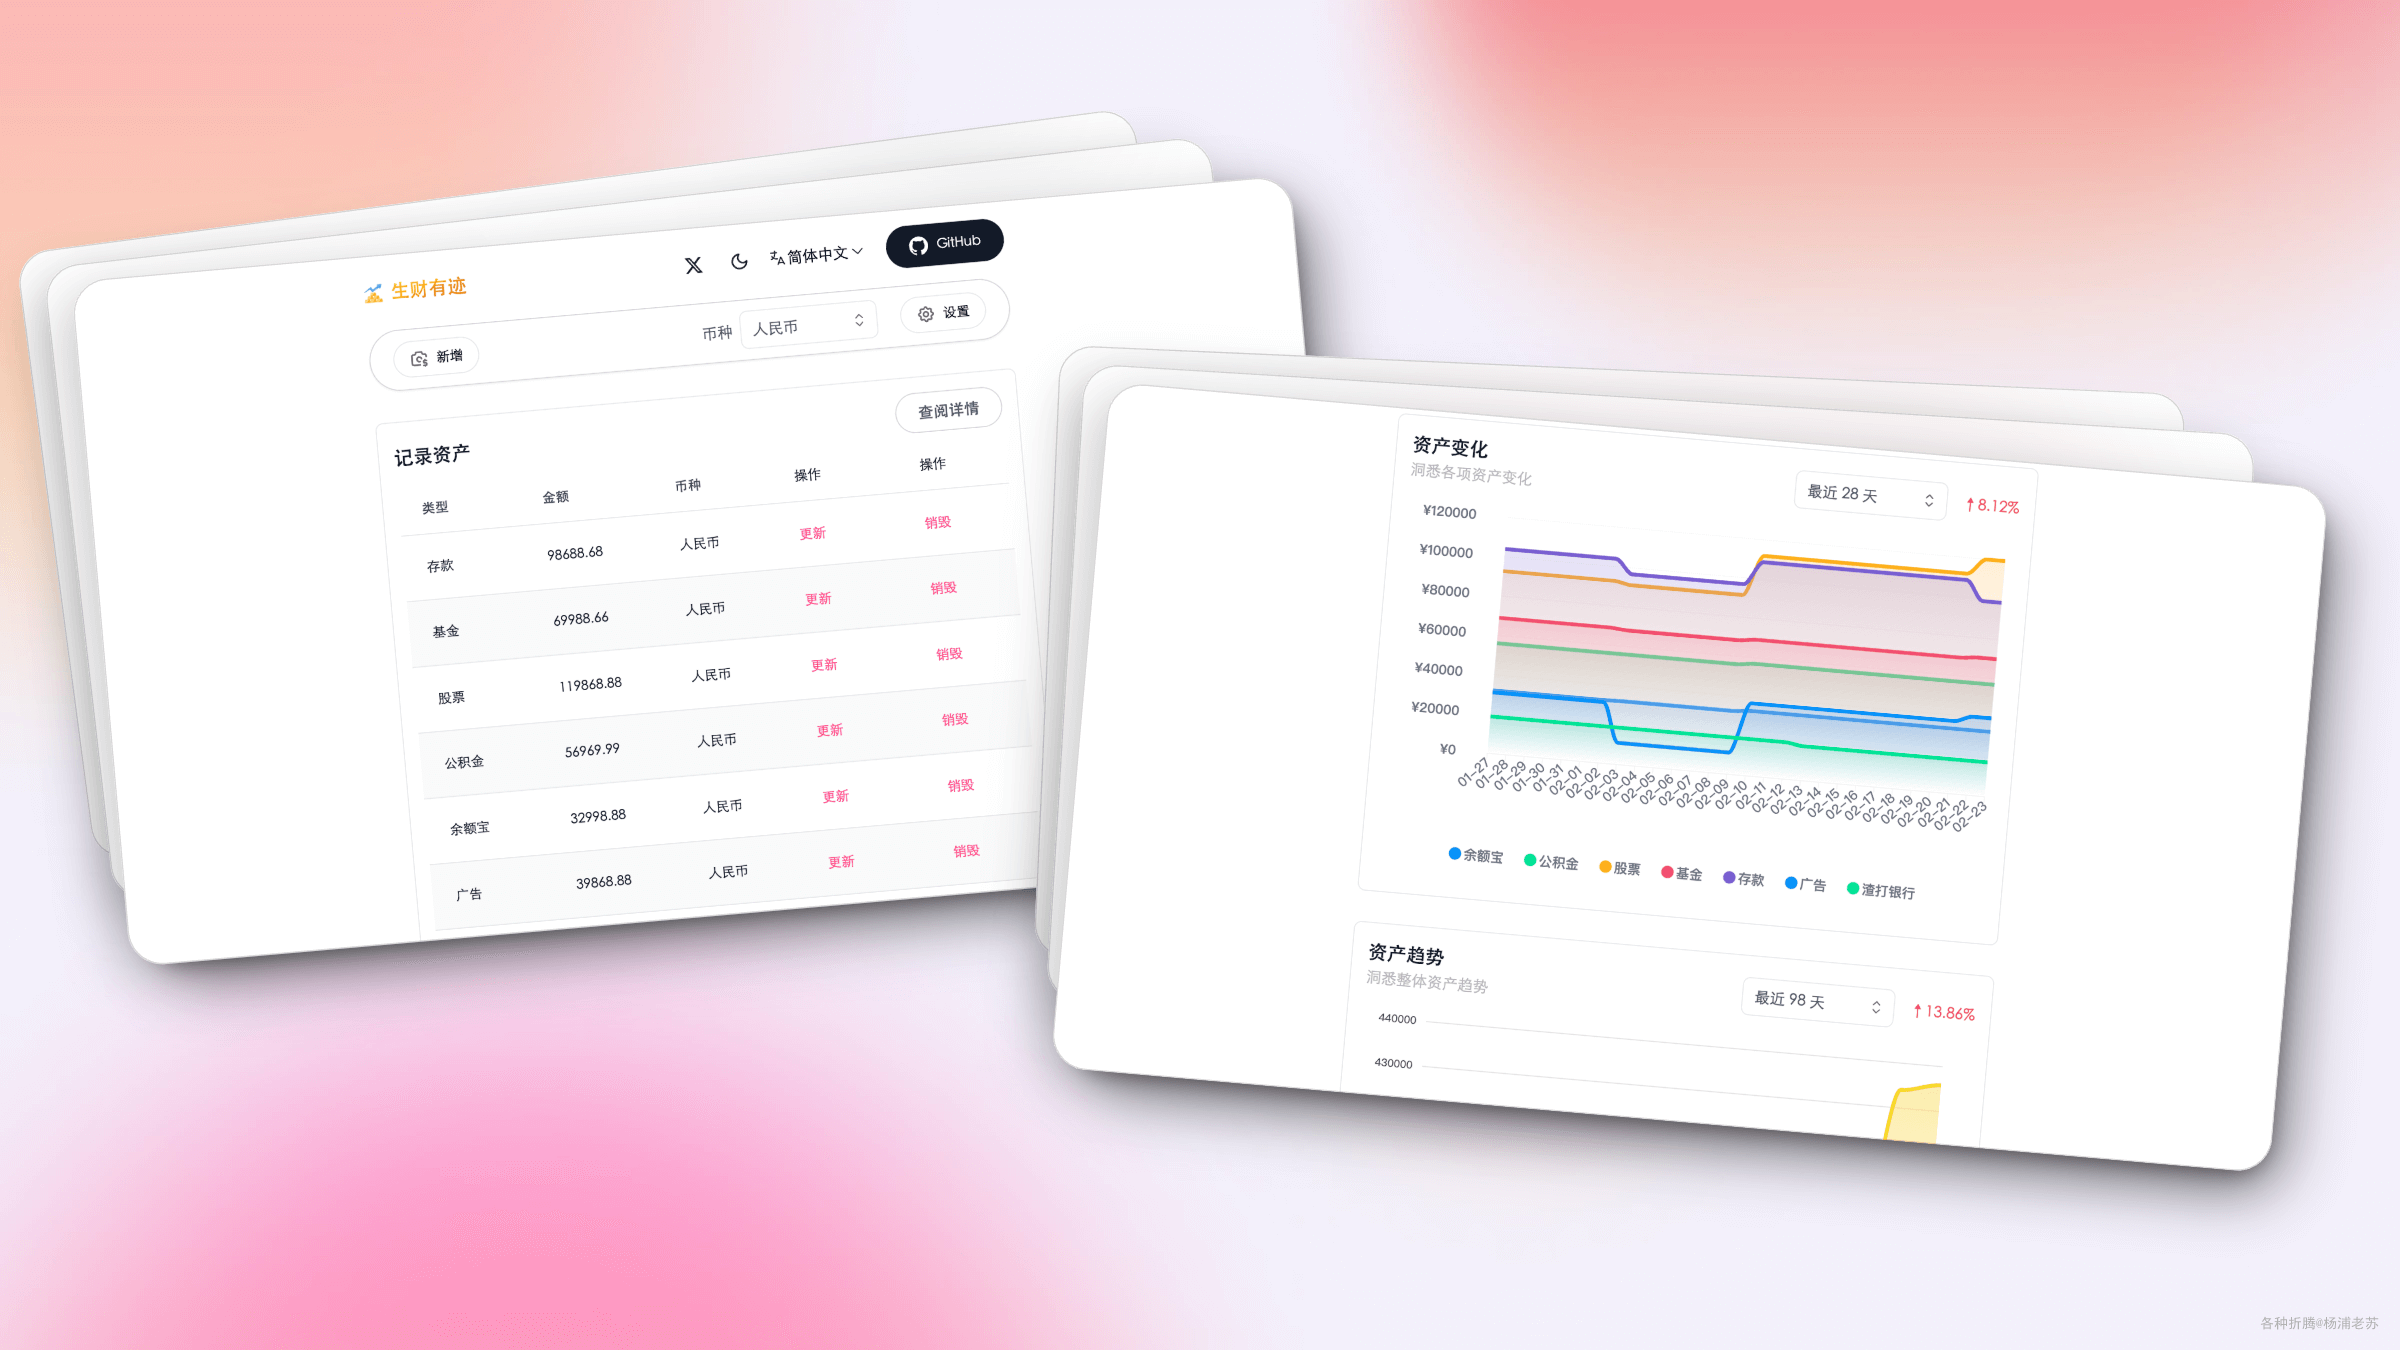 生财有迹
简体中文
GitHub
新增
币种
人民币
设置
记录资产
查阅详情
类型 金额 币种 操作 操作
存款 98688.68 人民币 更新 销毁
基金 69988.66 人民币 更新 销毁
股票 119868.88 人民币 更新 销毁
公积金 56969.99 人民币 更新 销毁
余额宝 32998.88 人民币 更新 销毁
广告 39868.88 人民币 更新 销毁
资产变化
洞悉各项资产变化
最近 28 天
↑8.12%
¥120000
¥100000
¥80000
¥60000
¥40000
¥20000
¥0
01-27 01-28 01-29 01-30 01-31 02-01 02-02 02-03 02-04 02-05 02-06 02-07 02-08 02-09 02-10 02-11 02-12 02-13 02-14 02-15 02-16 02-17 02-18 02-19 02-20 02-21 02-22 02-23
余额宝 公积金 股票 基金 存款 广告 渣打银行
资产趋势
洞悉整体资产趋势
最近 98 天
↑13.86%
440000
430000
各种折腾@杨浦老苏